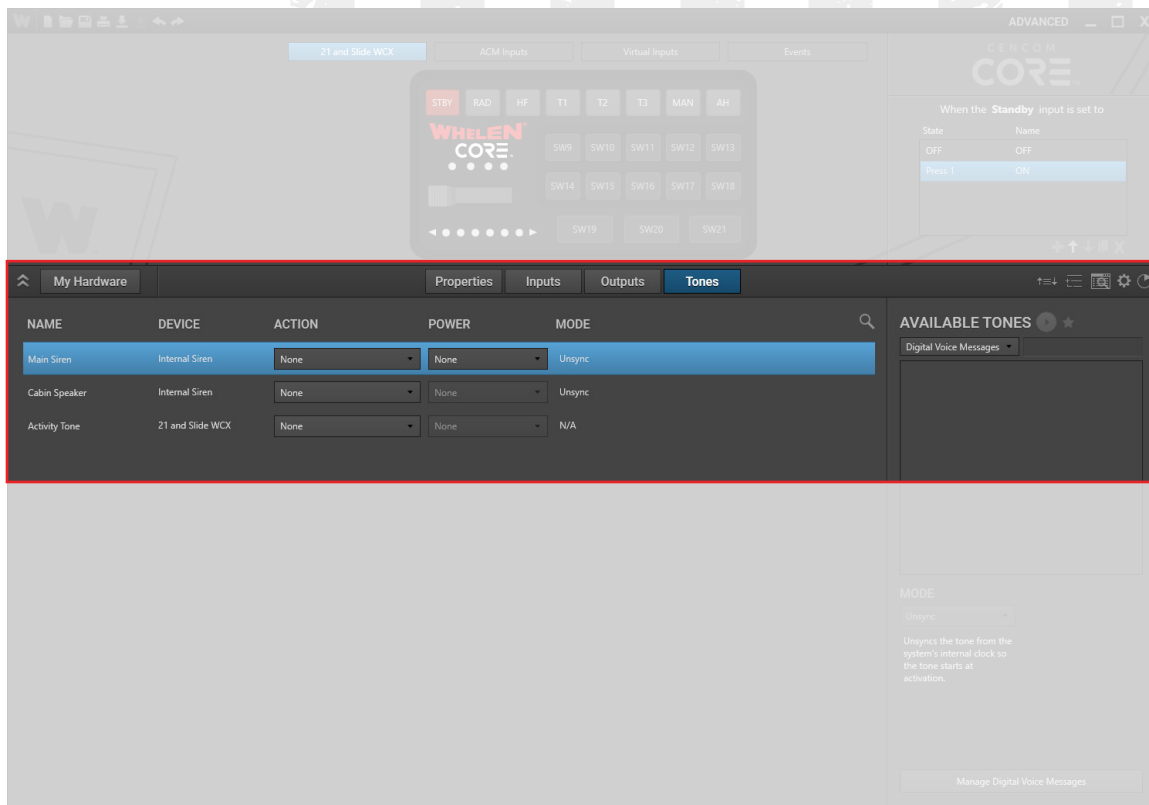 W ADVANCED X
21 and Slide WCX ACM Inputs Virtual Inputs Events
CENCOM
CORE
STBY RAD HF T1 T2 T3 MAN AH
WHELEN
CORE
SW9 SW10 SW11 SW12 SW13
SW14 SW15 SW16 SW17 SW18
SW19 SW20 SW21
When the Standby input is set to
State Name
OFF OFF
Press 1 ON
W
My Hardware Properties Inputs Outputs Tones
NAME DEVICE ACTION POWER MODE
Main Siren Internal Siren None None Unsync
Cabin Speaker Internal Siren None None Unsync
Activity Tone 21 and Slide WCX None None N/A
AVAILABLE TONES
Digital Voice Messages
MODE
Unsync
Unsyncs the tone from the
system's internal clock so
the tone starts at
activation.
Manage Digital Voice Messages